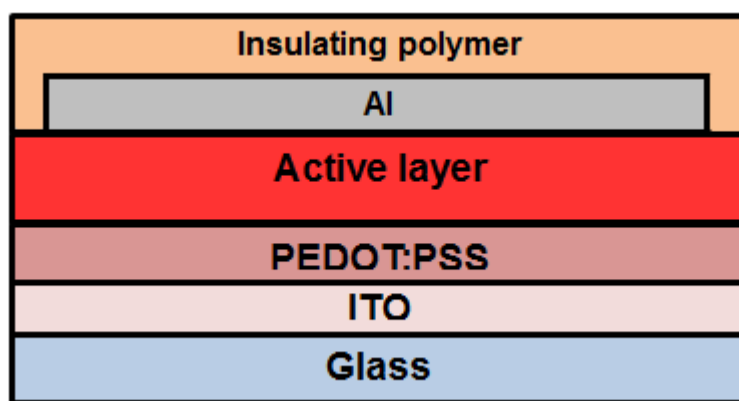 Insulating polymer
Al
Active layer
PEDOT:PSS
ITO
Glass